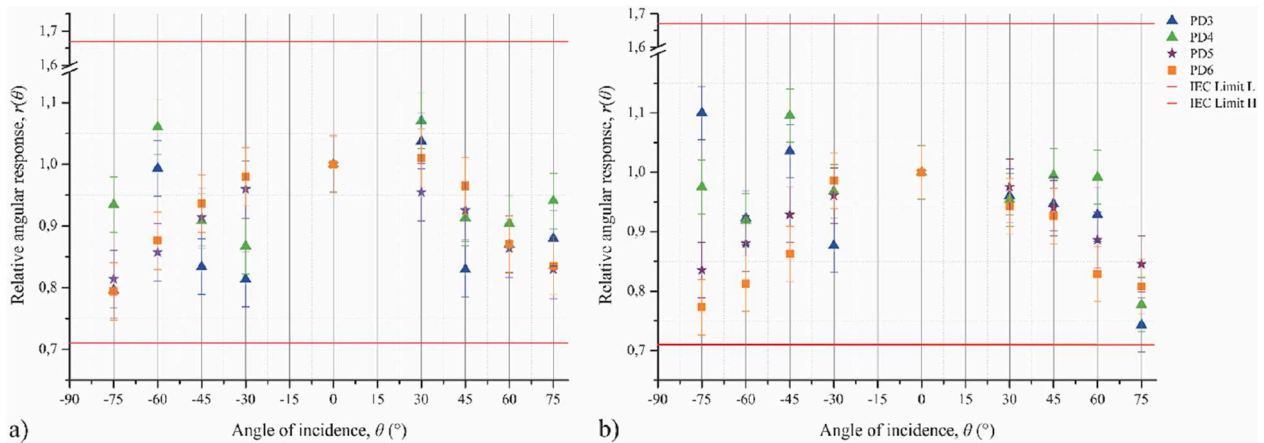 1,7
1,6
1,1
1,0
0,9
0,8
0,7
Relative angular response, r(θ)
-90 -75 -60 -45 -30 -15 0 15 30 45 60 75
Angle of incidence, θ (°)
a)
1,7
1,6
1,1
1,0
0,9
0,8
0,7
Relative angular response, r(θ)
-90 -75 -60 -45 -30 -15 0 15 30 45 60 75
Angle of incidence, θ (°)
b)
PD3
PD4
PD5
PD6
IEC Limit L
IEC Limit H